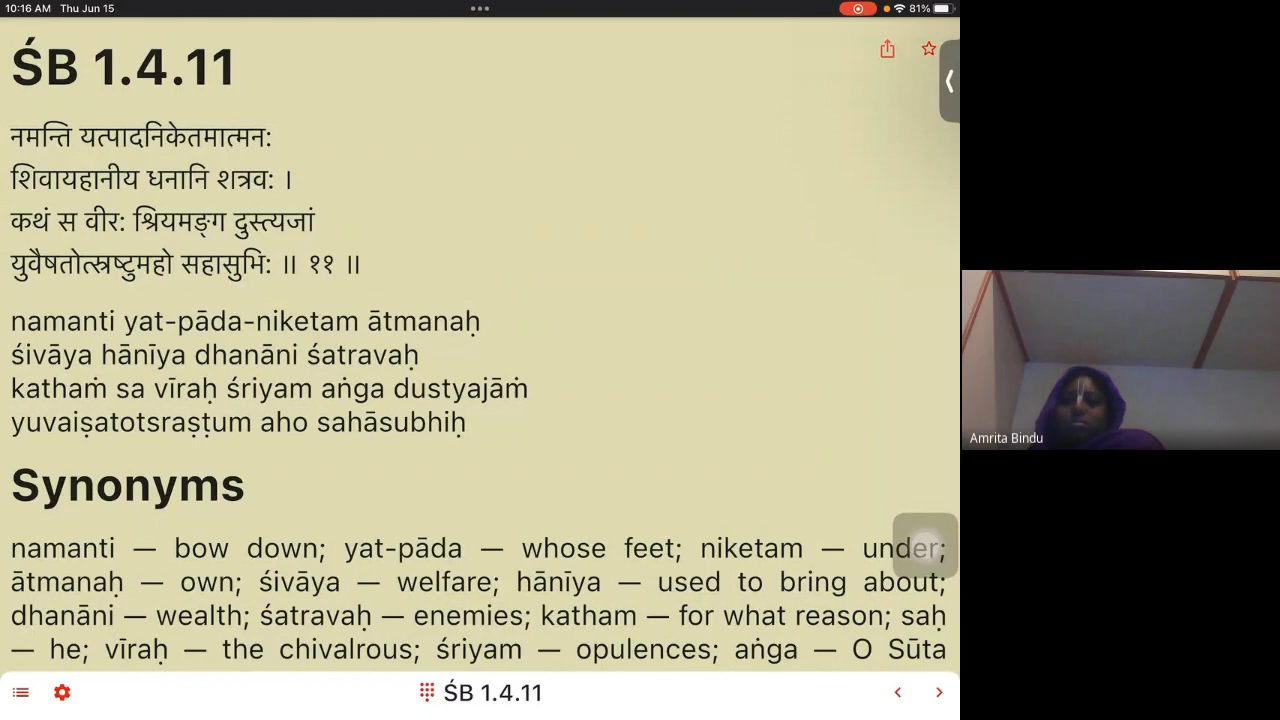 10:16 AM Thu Jun 15
81%
ŚB 1.4.11
नमन्ति यत्पादनिकेतमात्मन:
शिवायहानीय धनानि शत्रव: ।
कथं स वीर: श्रियमङ्ग दुस्त्यजां
युवैषतोत्स्रष्टुमहो सहासुभि: ॥ ११ ॥
namanti yat-pāda-niketam ātmanaḥ
śivāya hānīya dhanāni śatravaḥ
kathaṁ sa vīraḥ śriyam aṅga dustyajāṁ
yuvaiṣatotsraṣṭum aho sahāsubhiḥ
Synonyms
namanti — bow down; yat-pāda — whose feet; niketam — under;
ātmanaḥ — own; śivāya — welfare; hānīya — used to bring about;
dhanāni — wealth; śatravaḥ — enemies; katham — for what reason; saḥ
— he; vīraḥ — the chivalrous; śriyam — opulences; aṅga — O Sūta
ŚB 1.4.11
Amrita Bindu